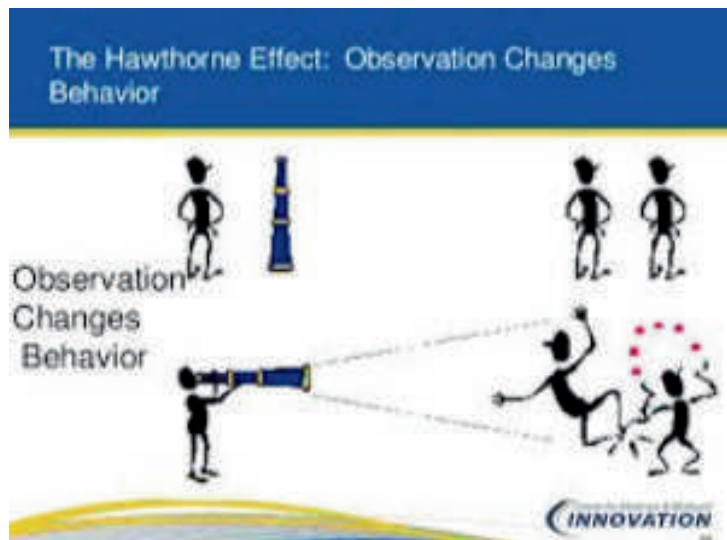 The Hawthorne Effect: Observation Changes
Behavior
Observation
Changes
Behavior
INNOVATION